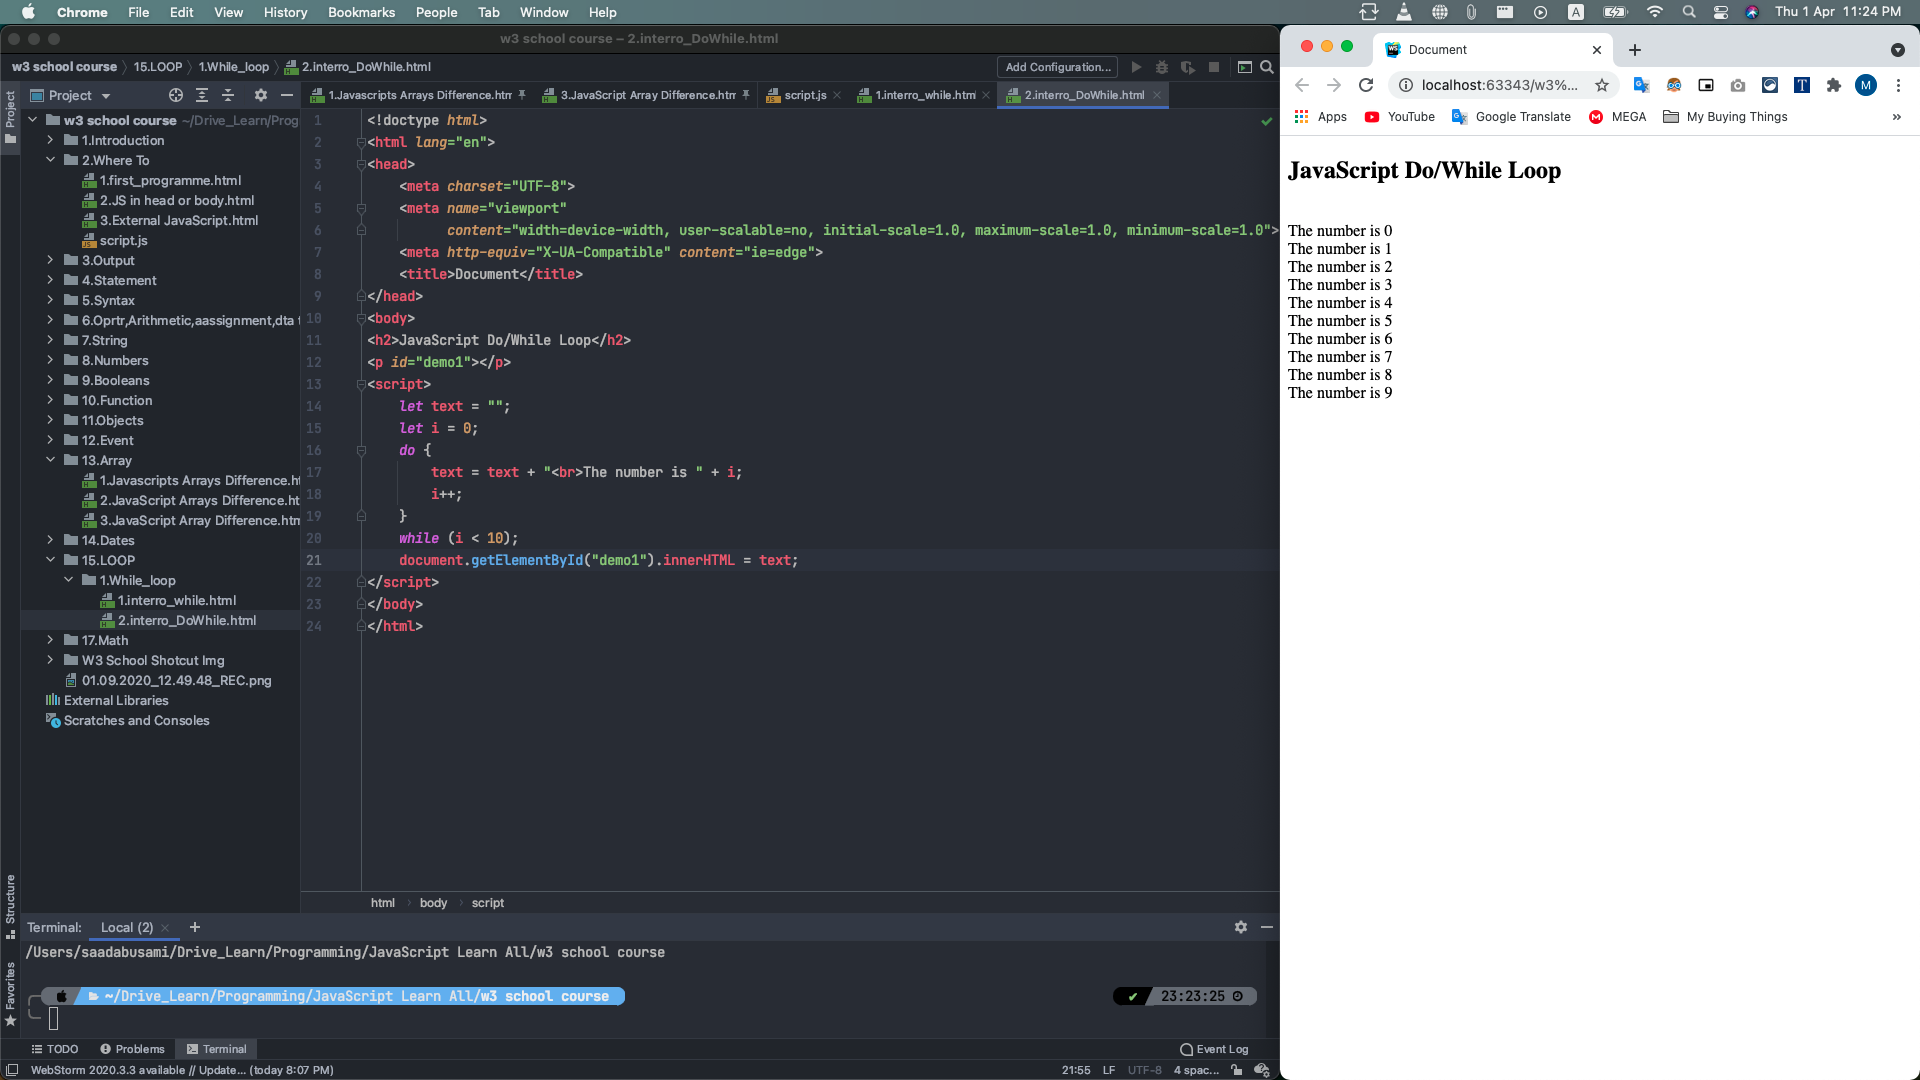 Chrome File Edit View History Bookmarks People Tab Window Help
A
Thu 1 Apr 11:24 PM
w3 school course – 2.interro_DoWhile.html
w3 school course 15.LOOP 1.While_loop 2.interro_DoWhile.html
Add Configuration...
Project
1.Javascripts Arrays Difference.htm
3.JavaScript Array Difference.htm
script.js
1.interro_while.html
2.interro_DoWhile.html
Project
w3 school course ~/Drive_Learn/Prog
1.Introduction
2.Where To
1.first_programme.html
2.JS in head or body.html
3.External JavaScript.html
script.js
3.Output
4.Statement
5.Syntax
6.Oprtr,Arithmetic,aassignment,dta t
7.String
8.Numbers
9.Booleans
10.Function
11.Objects
12.Event
13.Array
1.Javascripts Arrays Difference.ht
2.JavaScript Arrays Difference.ht
3.JavaScript Array Difference.htm
14.Dates
15.LOOP
1.While_loop
1.interro_while.html
2.interro_DoWhile.html
17.Math
W3 School Shotcut Img
01.09.2020_12.49.48_REC.png
External Libraries
Scratches and Consoles
1 <!doctype html>
2 <html lang="en">
3 <head>
4 <meta charset="UTF-8">
5 <meta name="viewport"
6 content="width=device-width, user-scalable=no, initial-scale=1.0, maximum-scale=1.0, minimum-scale=1.0">
7 <meta http-equiv="X-UA-Compatible" content="ie=edge">
8 <title>Document</title>
9 </head>
10 <body>
11 <h2>JavaScript Do/While Loop</h2>
12 <p id="demo1"></p>
13 <script>
14 let text = "";
15 let i = 0;
16 do {
17 text = text + "<br>The number is " + i;
18 i++;
19 }
20 while (i < 10);
21 document.getElementById("demo1").innerHTML = text;
22 </script>
23 </body>
24 </html>
html body script
Structure
Favorites
Terminal: Local (2)
/Users/saadabusami/Drive_Learn/Programming/JavaScript Learn All/w3 school course
~/Drive_Learn/Programming/JavaScript Learn All/w3 school course
23:23:25
TODO Problems Terminal
Event Log
WebStorm 2020.3.3 available // Update... (today 8:07 PM)
21:55 LF UTF-8 4 spac...
WS Document
localhost:63343/w3%...
T
M
Apps YouTube Google Translate MEGA My Buying Things »
JavaScript Do/While Loop
The number is 0
The number is 1
The number is 2
The number is 3
The number is 4
The number is 5
The number is 6
The number is 7
The number is 8
The number is 9